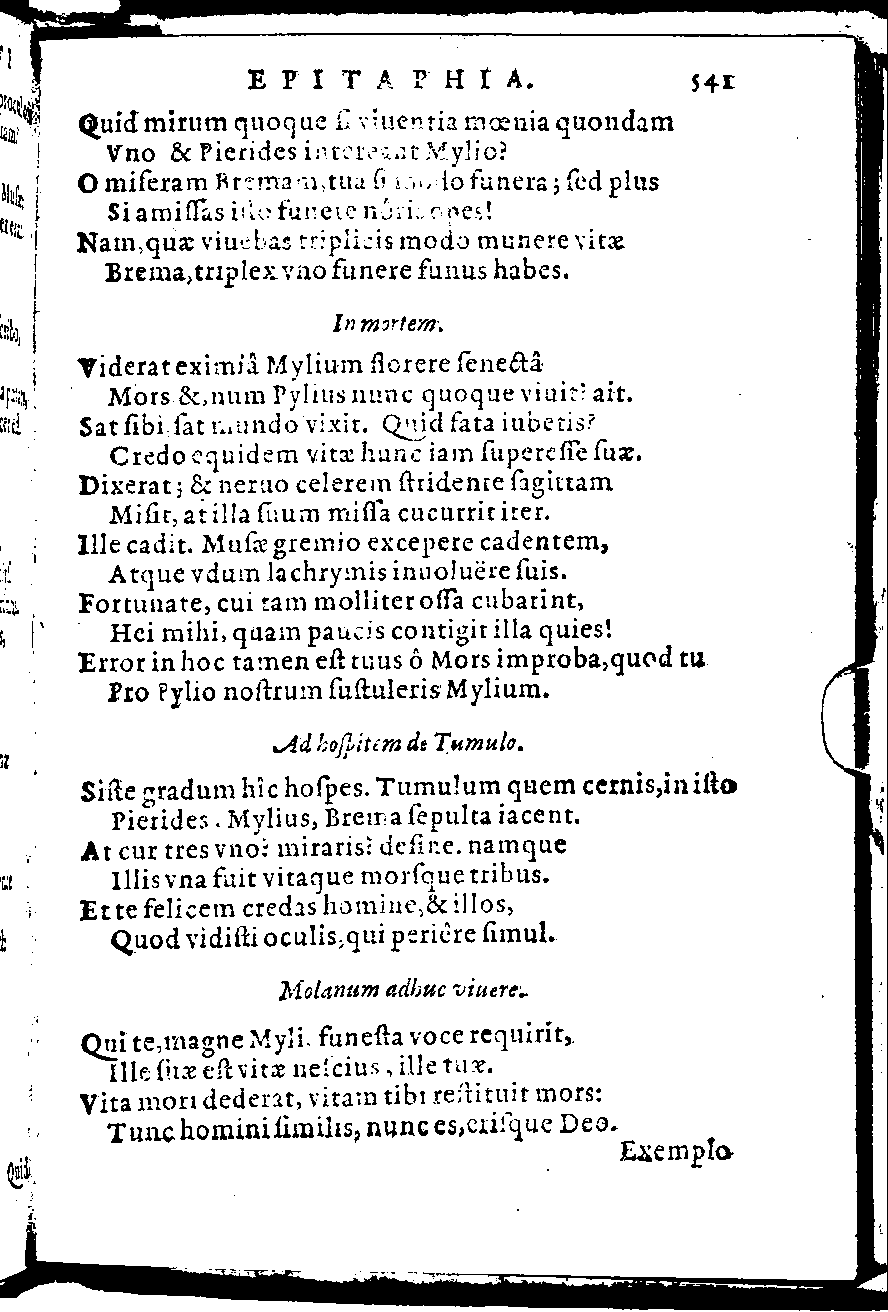 EPITAPHIA. 541
Quid mirum quoque ſi viuentia mœnia quondam
Vno & Pierides intereant Mylio?
O miſeram Bremam, tua ſi modo funera; ſed plus
Si amiſſas iſto funere
Nam, quæ viuebas triplicis modo munere vitæ
Brema, triplex vno funere funus habes.
In mortem.
Viderat eximiâ Mylium florere ſenectâ
Mors &, num Pylius nunc quoque viuit? ait.
Sat ſibi ſat mundo vixit. Quid fata iubetis?
Credo equidem vitæ hunc iam ſupereſſe ſuæ.
Dixerat; & neruo celerem ſtridente ſagittam
Miſit, at illa ſuum miſſa cucurrit iter.
Ille cadit. Muſæ gremio excepere cadentem,
Atque vdum lachrymis inuoluëre ſuis.
Fortunate, cui tam molliter oſſa cubarint,
Hei mihi, quam paucis contigit illa quies!
Error in hoc tamen eſt tuus ô Mors improba, quod tu
Pro Pylio noſtrum ſuſtuleris Mylium.
Ad hoſpitem de Tumulo.
Siſte gradum hîc hoſpes. Tumulum quem cernis, in iſto
Pierides. Mylius, Brema ſepulta iacent.
At cur tres vno? miraris? deſine. namque
Illis vna fuit vitaque morſque tribus.
Et te felicem credas homine, & illos,
Quod vidiſti oculis, qui periêre ſimul.
Molanum adhuc viuere.
Qui te, magne Myli. funeſta voce requirit,
Ille ſuæ eſt vitæ neſcius, ille tuæ.
Vita mori dederat, vitam tibi reſtituit mors:
Tunc homini ſimilis, nunc es, eriſque Deo.
Exemplo